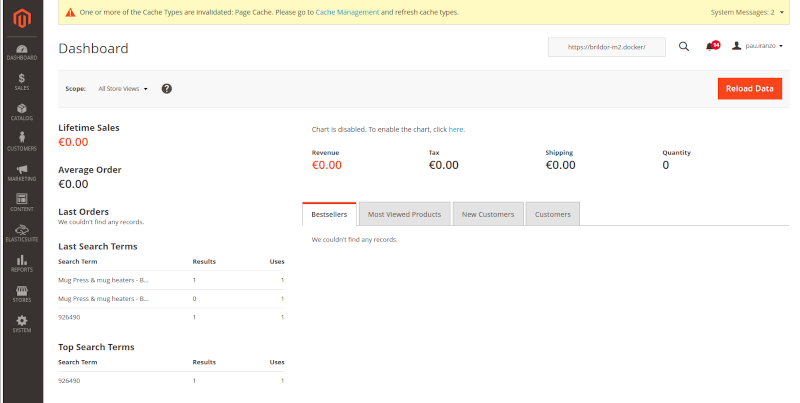 One or more of the Cache Types are invalidated: Page Cache. Please go to Cache Management and refresh cache types.
System Messages: 2
Dashboard
https://brildor-m2.docker/
14
pau.iranzo
Scope:
All Store Views
?
Reload Data
DASHBOARD
SALES
CATALOG
CUSTOMERS
MARKETING
CONTENT
ELASTICSUITE
REPORTS
STORES
SYSTEM
Lifetime Sales
€0.00
Average Order
€0.00
Last Orders
We couldn't find any records.
Last Search Terms
Search Term Results Uses
Mug Press & mug heaters - B... 1 1
Mug Press & mug heaters - B... 0 1
926490 1 1
Top Search Terms
Search Term Results Uses
926490 1 1
Chart is disabled. To enable the chart, click here.
Revenue Tax Shipping Quantity
€0.00 €0.00 €0.00 0
Bestsellers Most Viewed Products New Customers Customers
We couldn't find any records.